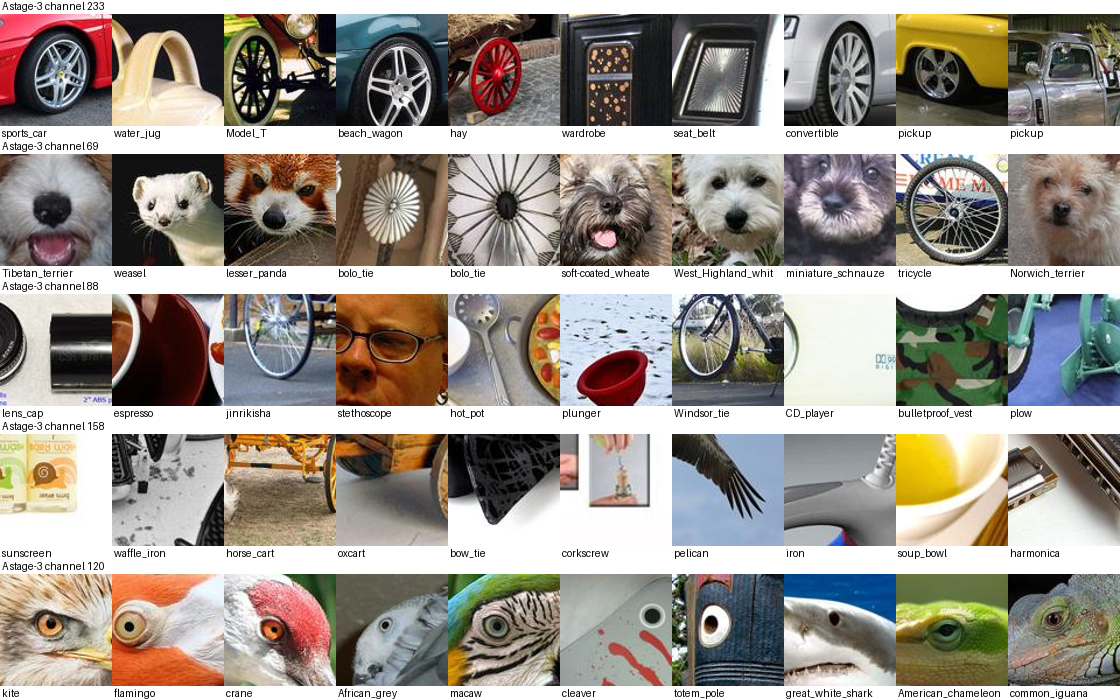 Astage-3 channel 233
sports_car water_jug Model_T beach_wagon hay wardrobe seat_belt convertible pickup pickup
Astage-3 channel 69
Tibetan_terrier weasel lesser_panda bolo_tie bolo_tie soft-coated_wheate West_Highland_whit miniature_schnauze tricycle Norwich_terrier
Astage-3 channel 88
2" ABS p
lens_cap espresso jinrikisha stethoscope hot_pot plunger Windsor_tie CD_player bulletproof_vest plow
Astage-3 channel 158
sunscreen waffle_iron horse_cart oxcart bow_tie corkscrew pelican iron soup_bowl harmonica
Astage-3 channel 120
kite flamingo crane African_grey macaw cleaver totem_pole great_white_shark American_chameleon common_iguana